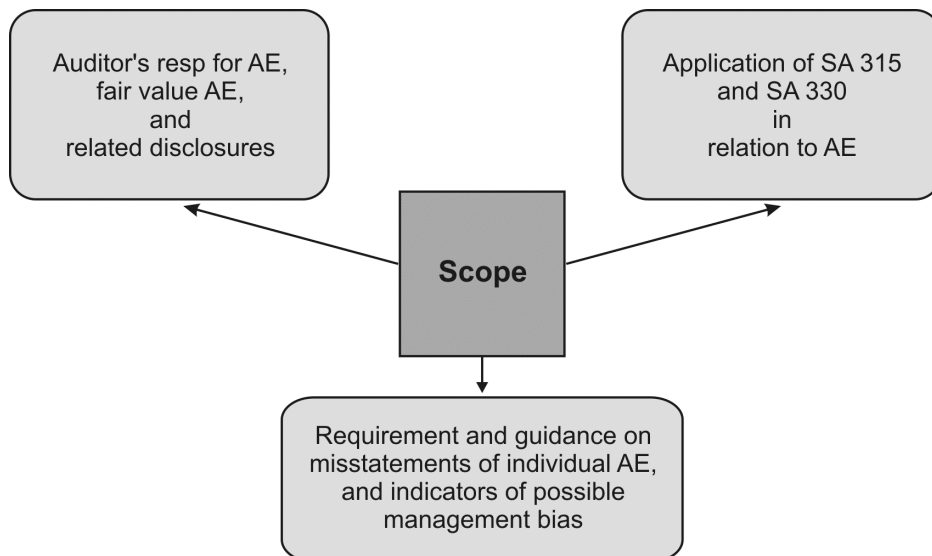 Auditor's resp for AE,
fair value AE,
and
related disclosures
Application of SA 315
and SA 330
in
relation to AE
Scope
Requirement and guidance on
misstatements of individual AE,
and indicators of possible
management bias